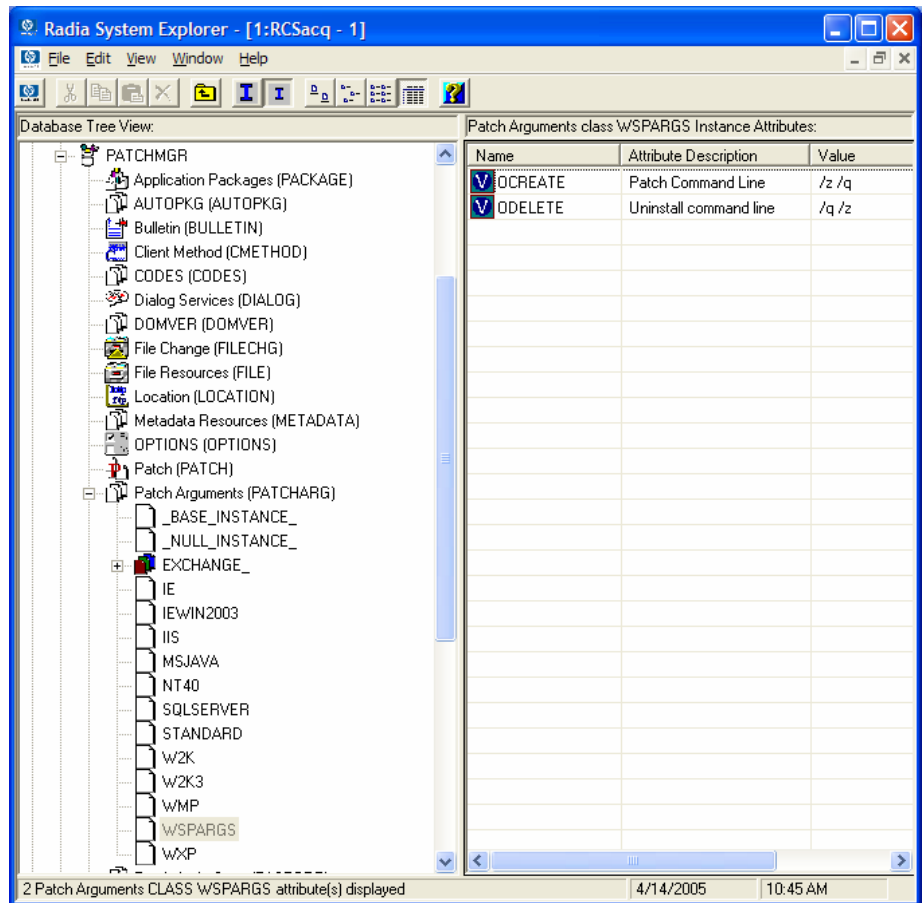 Radia System Explorer - [1:RCSacq - 1]
File Edit View Window Help
Database Tree View:
Patch Arguments class WSPARGS Instance Attributes:
PATCHMGR
Application Packages (PACKAGE)
AUTOPKG (AUTOPKG)
Bulletin (BULLETIN)
Client Method (CMETHOD)
CODES (CODES)
Dialog Services (DIALOG)
DOMVER (DOMVER)
File Change (FILECHG)
File Resources (FILE)
Location (LOCATION)
Metadata Resources (METADATA)
OPTIONS (OPTIONS)
Patch (PATCH)
Patch Arguments (PATCHARG)
_BASE_INSTANCE_
_NULL_INSTANCE_
EXCHANGE_
IE
IEWIN2003
IIS
MSJAVA
NT40
SQLSERVER
STANDARD
W2K
W2K3
WMP
WSPARGS
WXP
Name Attribute Description Value
V OCREATE Patch Command Line /z /q
V ODELETE Uninstall command line /q /z
2 Patch Arguments CLASS WSPARGS attribute(s) displayed 4/14/2005 10:45 AM